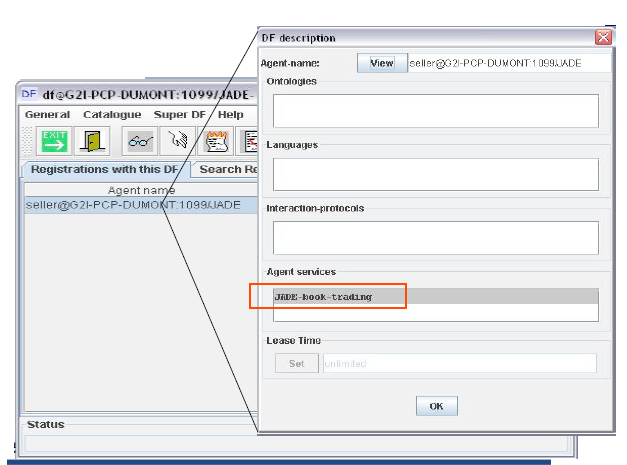 DF description
Agent-name:
View
seller@G2I-PCP-DUMONT:1099/JADE
Ontologies
Languages
Interaction-protocols
Agent services
JADE-book-trading
Lease Time
Set
unlimited
OK
DF df@G2I-PCP-DUMONT:1099/JADE-
General Catalogue Super DF Help
EXIT
Registrations with this DF
Search Re
Agent name
seller@G2I-PCP-DUMONT:1099/JADE
Status